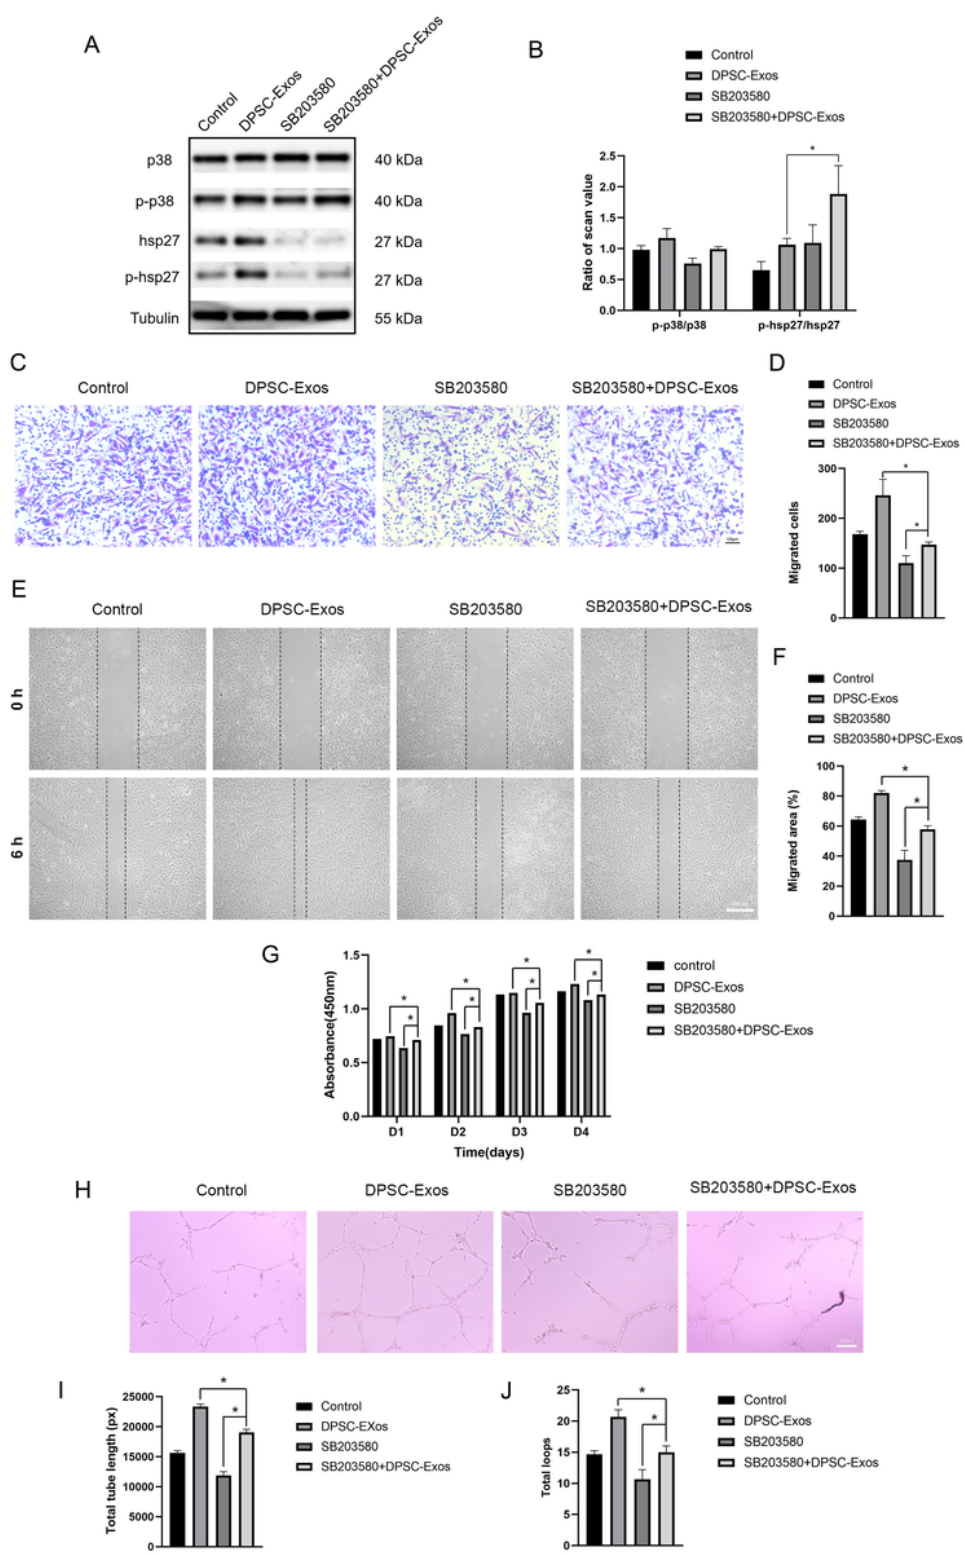 A
Control
DPSC-Exos
SB203580
SB203580+DPSC-Exos
p38
40 kDa
p-p38
40 kDa
hsp27
27 kDa
p-hsp27
27 kDa
Tubulin
55 kDa
B
Control
DPSC-Exos
SB203580
SB203580+DPSC-Exos
Ratio of scan value
2.5
2.0
1.5
1.0
0.5
0.0
*
p-p38/p38
p-hsp27/hsp27
C
Control
DPSC-Exos
SB203580
SB203580+DPSC-Exos
D
Control
DPSC-Exos
SB203580
SB203580+DPSC-Exos
Migrated cells
300
200
100
0
*
*
E
Control
DPSC-Exos
SB203580
SB203580+DPSC-Exos
0 h
6 h
F
Control
DPSC-Exos
SB203580
SB203580+DPSC-Exos
Migrated area (%)
100
80
60
40
20
0
*
*
G
Absorbance(450nm)
1.5
1.0
0.5
0.0
*
*
*
*
*
*
*
*
D1
D2
D3
D4
Time(days)
control
DPSC-Exos
SB203580
SB203580+DPSC-Exos
H
Control
DPSC-Exos
SB203580
SB203580+DPSC-Exos
I
Total tube length (px)
25000
20000
15000
10000
5000
0
*
*
Control
DPSC-EXos
SB203580
SB203580+DPSC-Exos
J
Total loops
25
20
15
10
5
0
*
*
Control
DPSC-Exos
SB203580
SB203580+DPSC-Exos